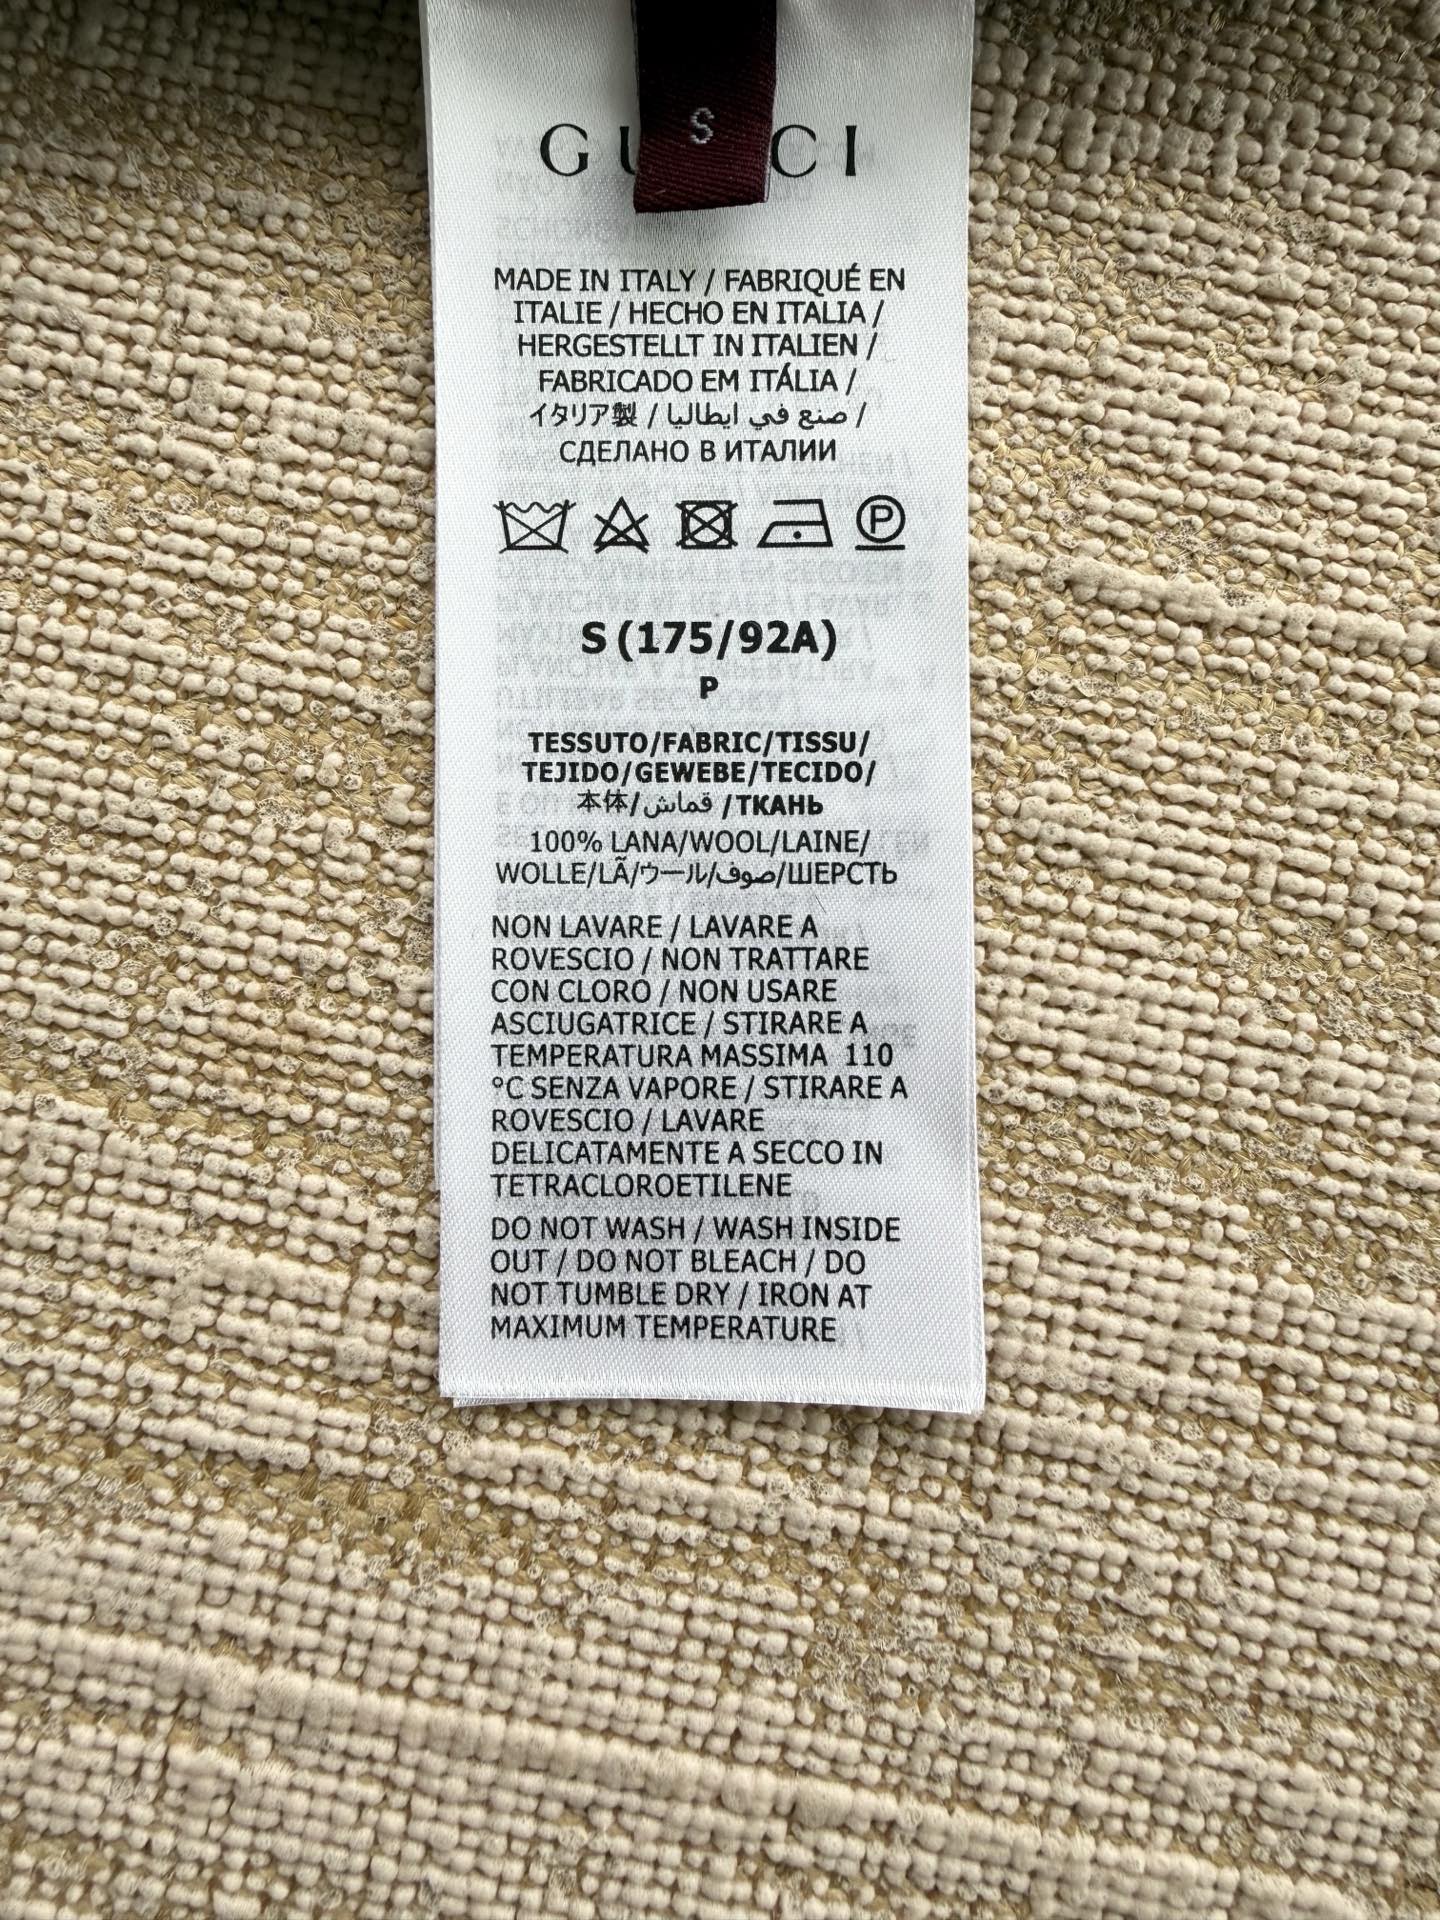 S
GUCCI
MADE IN ITALY / FABRIQUÉ EN
ITALIE / HECHO EN ITALIA /
HERGESTELLT IN ITALIEN /
FABRICADO EM ITÁLIA /
イタリア製 / صنع في ايطاليا /
СДЕЛАНО В ИТАЛИИ
P
S (175/92A)
P
TESSUTO/FABRIC/TISSU/
TEJIDO/GEWEBE/TECIDO/
本体/قماش /ТКАНЬ
100% LANA/WOOL/LAINE/
WOLLE/LÃ/ウール/صوف/ШЕРСТЬ
NON LAVARE / LAVARE A
ROVESCIO / NON TRATTARE
CON CLORO / NON USARE
ASCIUGATRICE / STIRARE A
TEMPERATURA MASSIMA 110
°C SENZA VAPORE / STIRARE A
ROVESCIO / LAVARE
DELICATAMENTE A SECCO IN
TETRACLOROETILENE
DO NOT WASH / WASH INSIDE
OUT / DO NOT BLEACH / DO
NOT TUMBLE DRY / IRON AT
MAXIMUM TEMPERATURE